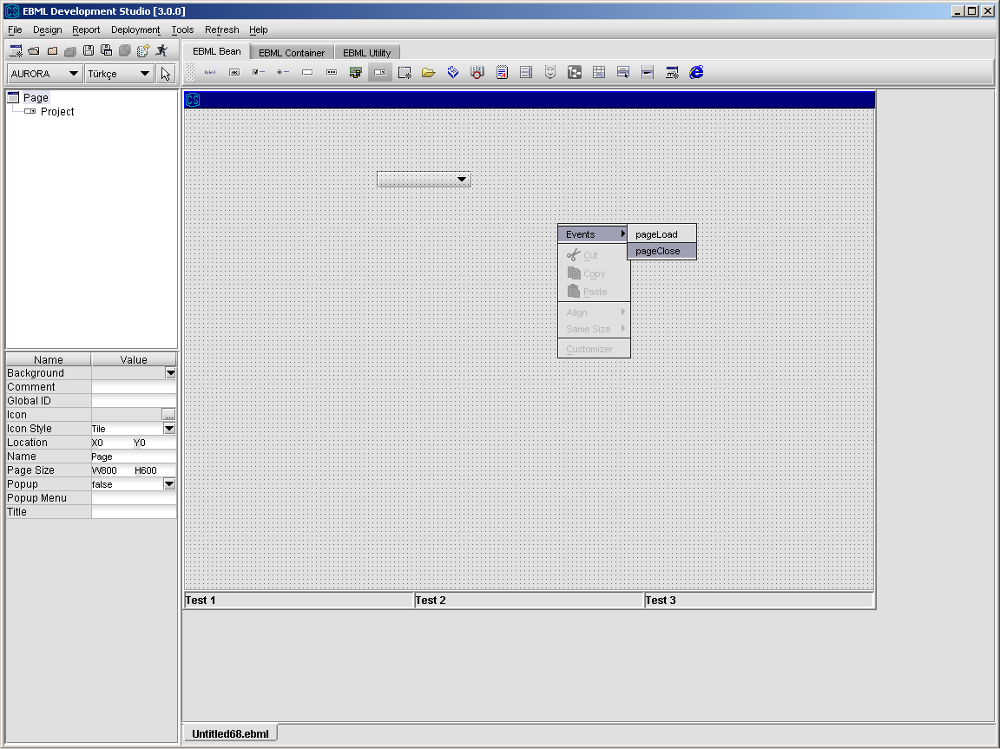 EBML Development Studio [3.0.0]
File Design Report Deployment Tools Refresh Help
EBML Bean EBML Container EBML Utility
AURORA Türkçe
Page
Project
Events
pageLoad
pageClose
Cut
Copy
Paste
Align
Same Size
Customizer
Name Value
Background
Comment
Global ID
Icon ...
Icon Style Tile
Location X0 Y0
Name Page
Page Size W800 H600
Popup false
Popup Menu
Title
Test 1 Test 2 Test 3
Untitled68.ebml